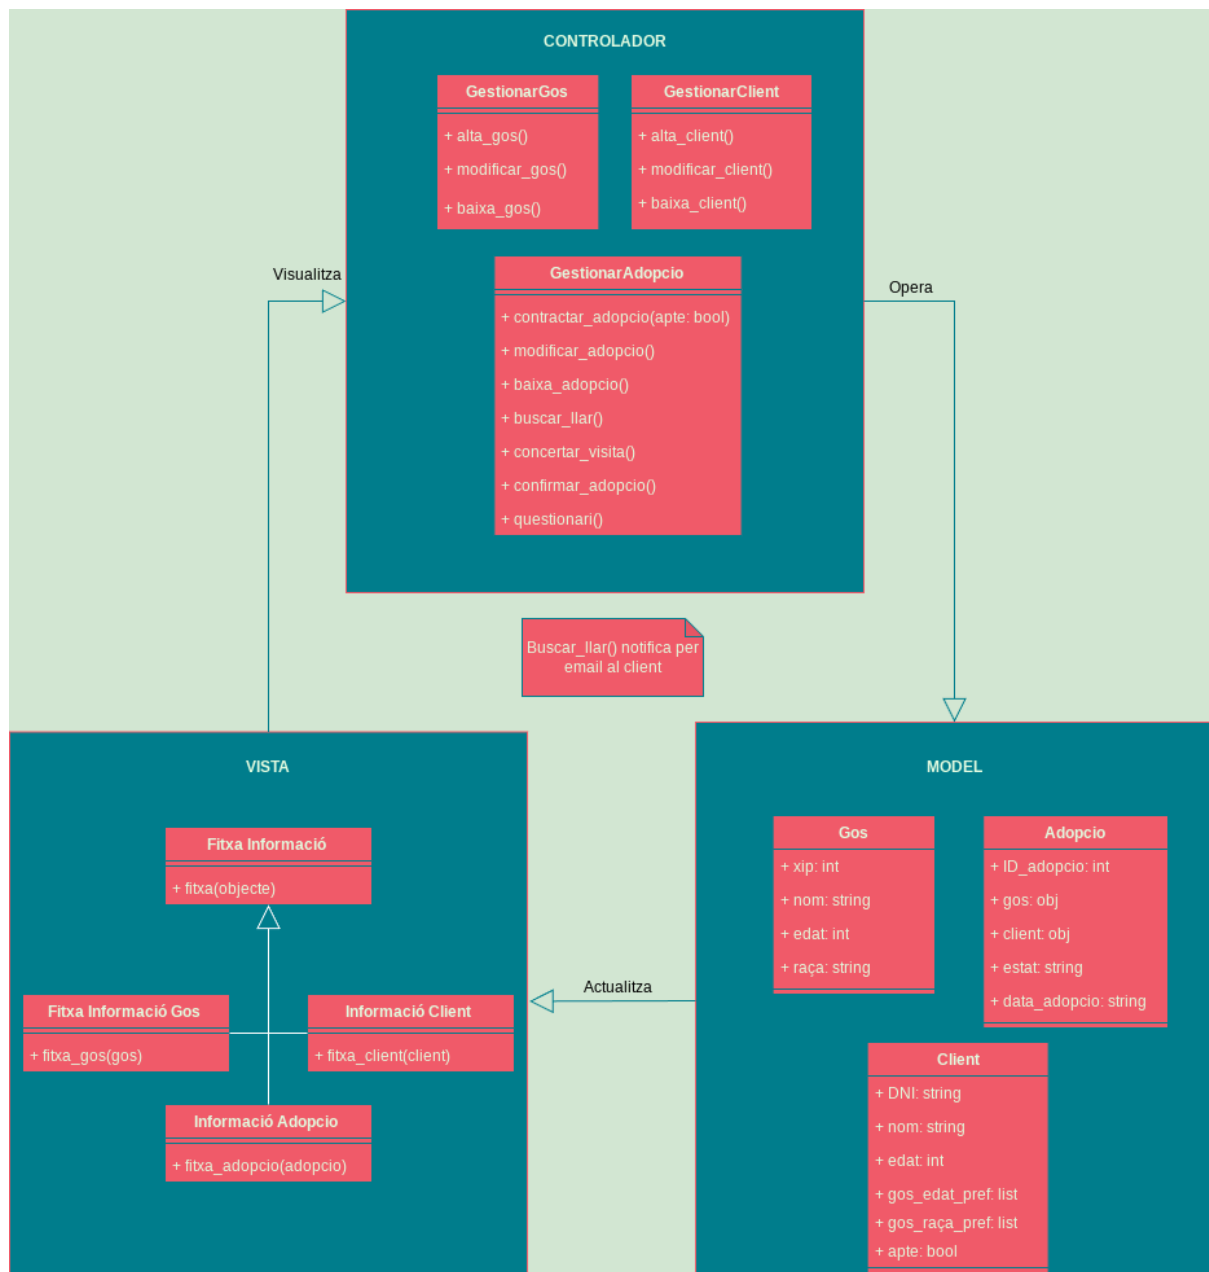 CONTROLADOR
GestionarGos
+ alta_gos()
+ modificar_gos()
+ baixa_gos()
GestionarClient
+ alta_client()
+ modificar_client()
+ baixa_client()
GestionarAdopcio
+ contractar_adopcio(apte: bool)
+ modificar_adopcio()
+ baixa_adopcio()
+ buscar_llar()
+ concertar_visita()
+ confirmar_adopcio()
+ questionari()
Visualitza
Opera
Buscar_llar() notifica per
email al client
VISTA
Fitxa Informació
+ fitxa(objecte)
Fitxa Informació Gos
+ fitxa_gos(gos)
Informació Client
+ fitxa_client(client)
Informació Adopcio
+ fitxa_adopcio(adopcio)
Actualitza
MODEL
Gos
+ xip: int
+ nom: string
+ edat: int
+ raça: string
Adopcio
+ ID_adopcio: int
+ gos: obj
+ client: obj
+ estat: string
+ data_adopcio: string
Client
+ DNI: string
+ nom: string
+ edat: int
+ gos_edat_pref: list
+ gos_raça_pref: list
+ apte: bool